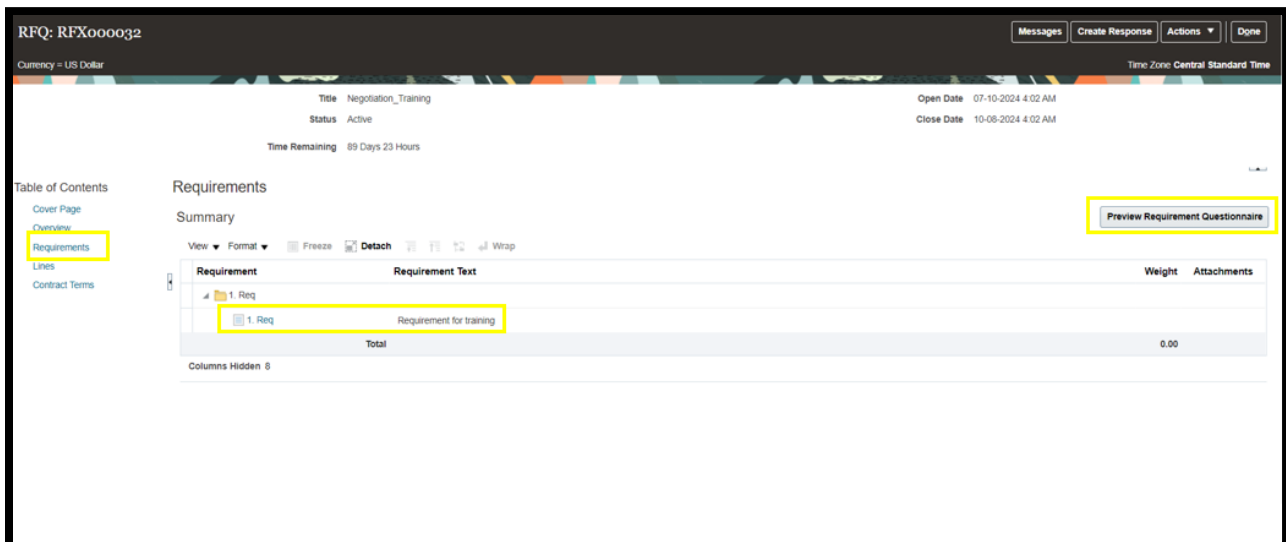 RFQ: RFX000032
Messages Create Response Actions Done
Currency = US Dollar
Time Zone Central Standard Time
Title Negotiation_Training
Open Date 07-10-2024 4:02 AM
Status Active
Close Date 10-08-2024 4:02 AM
Time Remaining 89 Days 23 Hours
Table of Contents
Cover Page
Overview
Requirements
Lines
Contract Terms
Requirements
Summary
Preview Requirement Questionnaire
View Format Freeze Detach Wrap
Requirement Requirement Text Weight Attachments
1. Req
1. Req Requirement for training
Total 0.00
Columns Hidden 8